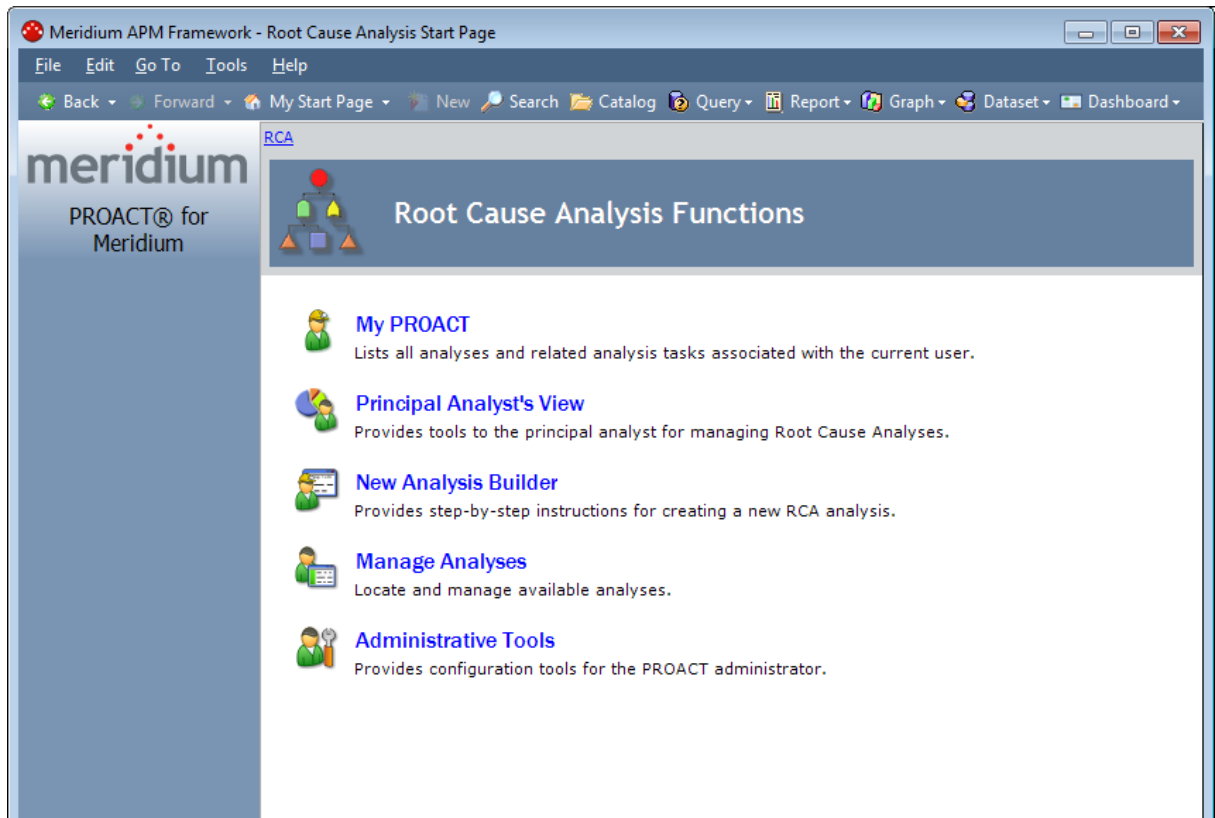 Meridium APM Framework - Root Cause Analysis Start Page
File Edit Go To Tools Help
Back Forward My Start Page New Search Catalog Query Report Graph Dataset Dashboard
meridium
PROACT® for
Meridium
RCA
Root Cause Analysis Functions
My PROACT
Lists all analyses and related analysis tasks associated with the current user.
Principal Analyst's View
Provides tools to the principal analyst for managing Root Cause Analyses.
New Analysis Builder
Provides step-by-step instructions for creating a new RCA analysis.
Manage Analyses
Locate and manage available analyses.
Administrative Tools
Provides configuration tools for the PROACT administrator.